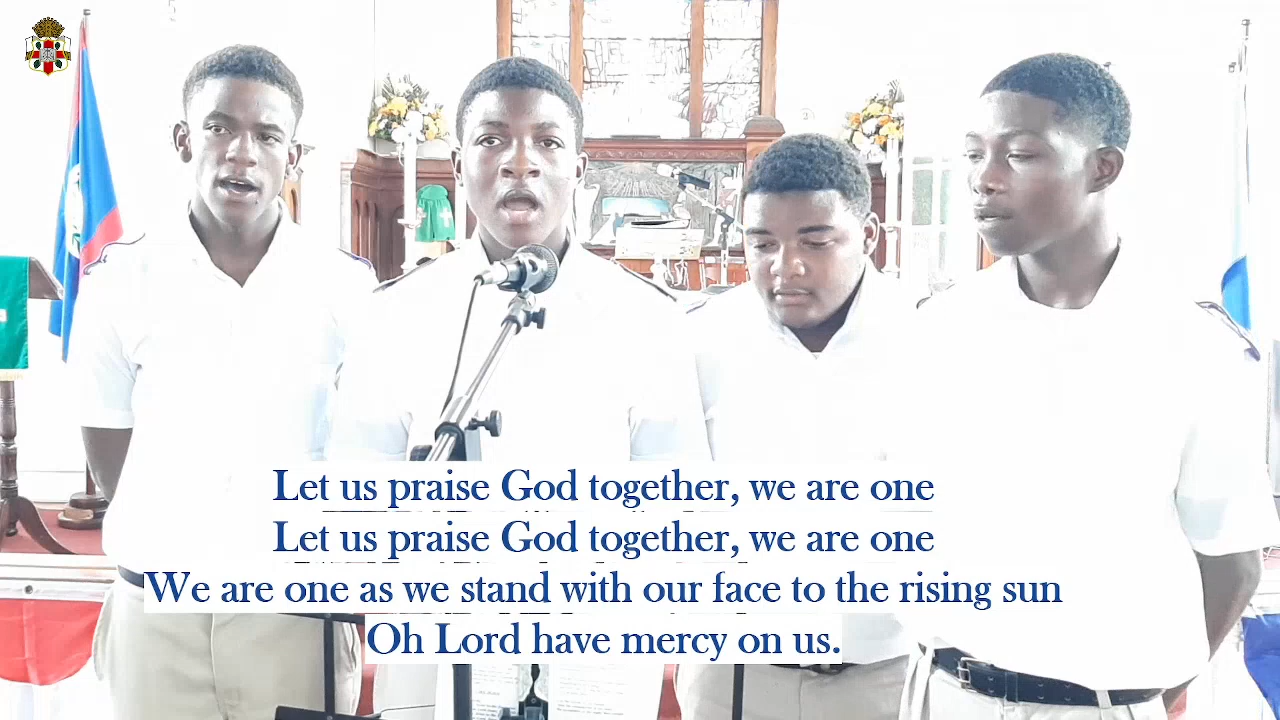 Let us praise God together, we are one
Let us praise God together, we are one
We are one as we stand with our face to the rising sun
Oh Lord have mercy on us.